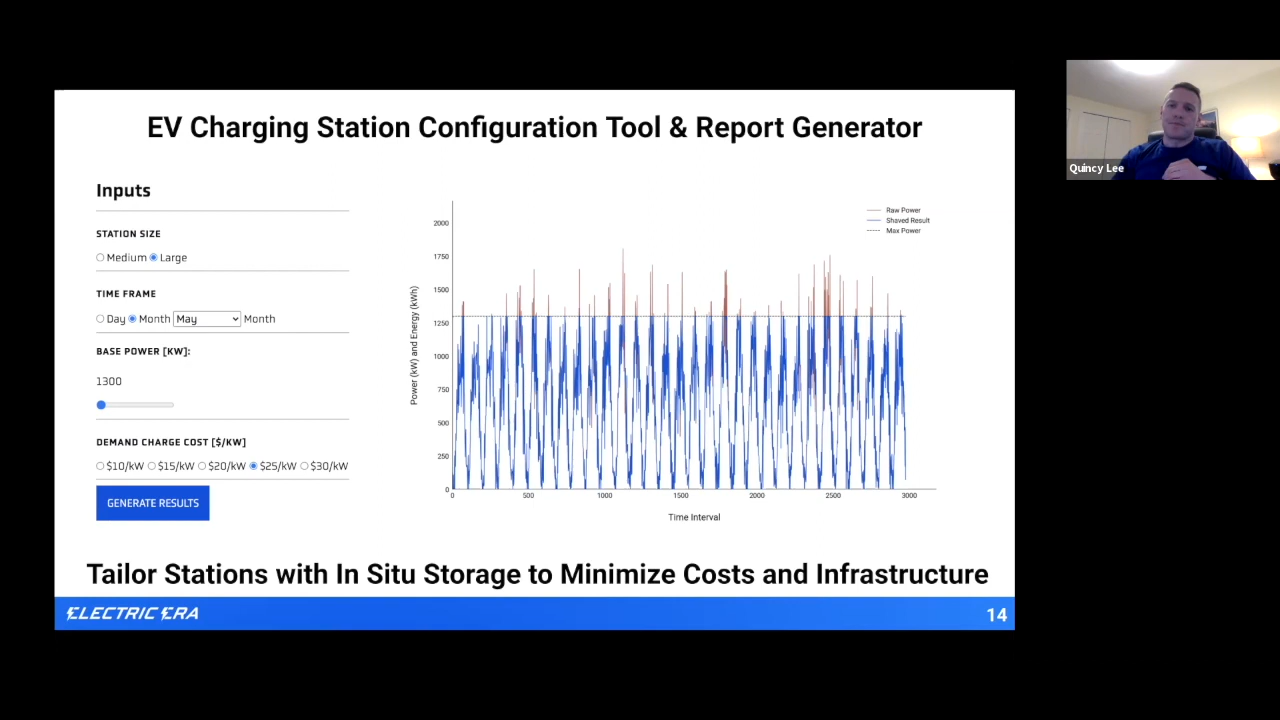 EV Charging Station Configuration Tool & Report Generator
Quincy Lee
Inputs
STATION SIZE
Medium Large
TIME FRAME
Day Month May Month
BASE POWER [KW]:
1300
DEMAND CHARGE COST [$/KW]
$10/kW $15/kW $20/kW $25/kW $30/kW
GENERATE RESULTS
Raw Power
Shaved Result
Max Power
Power (kW) and Energy (kWh)
2000
1750
1500
1250
1000
750
500
250
0
0 500 1000 1500 2000 2500 3000
Time Interval
Tailor Stations with In Situ Storage to Minimize Costs and Infrastructure
ELECTRIC ERA
14